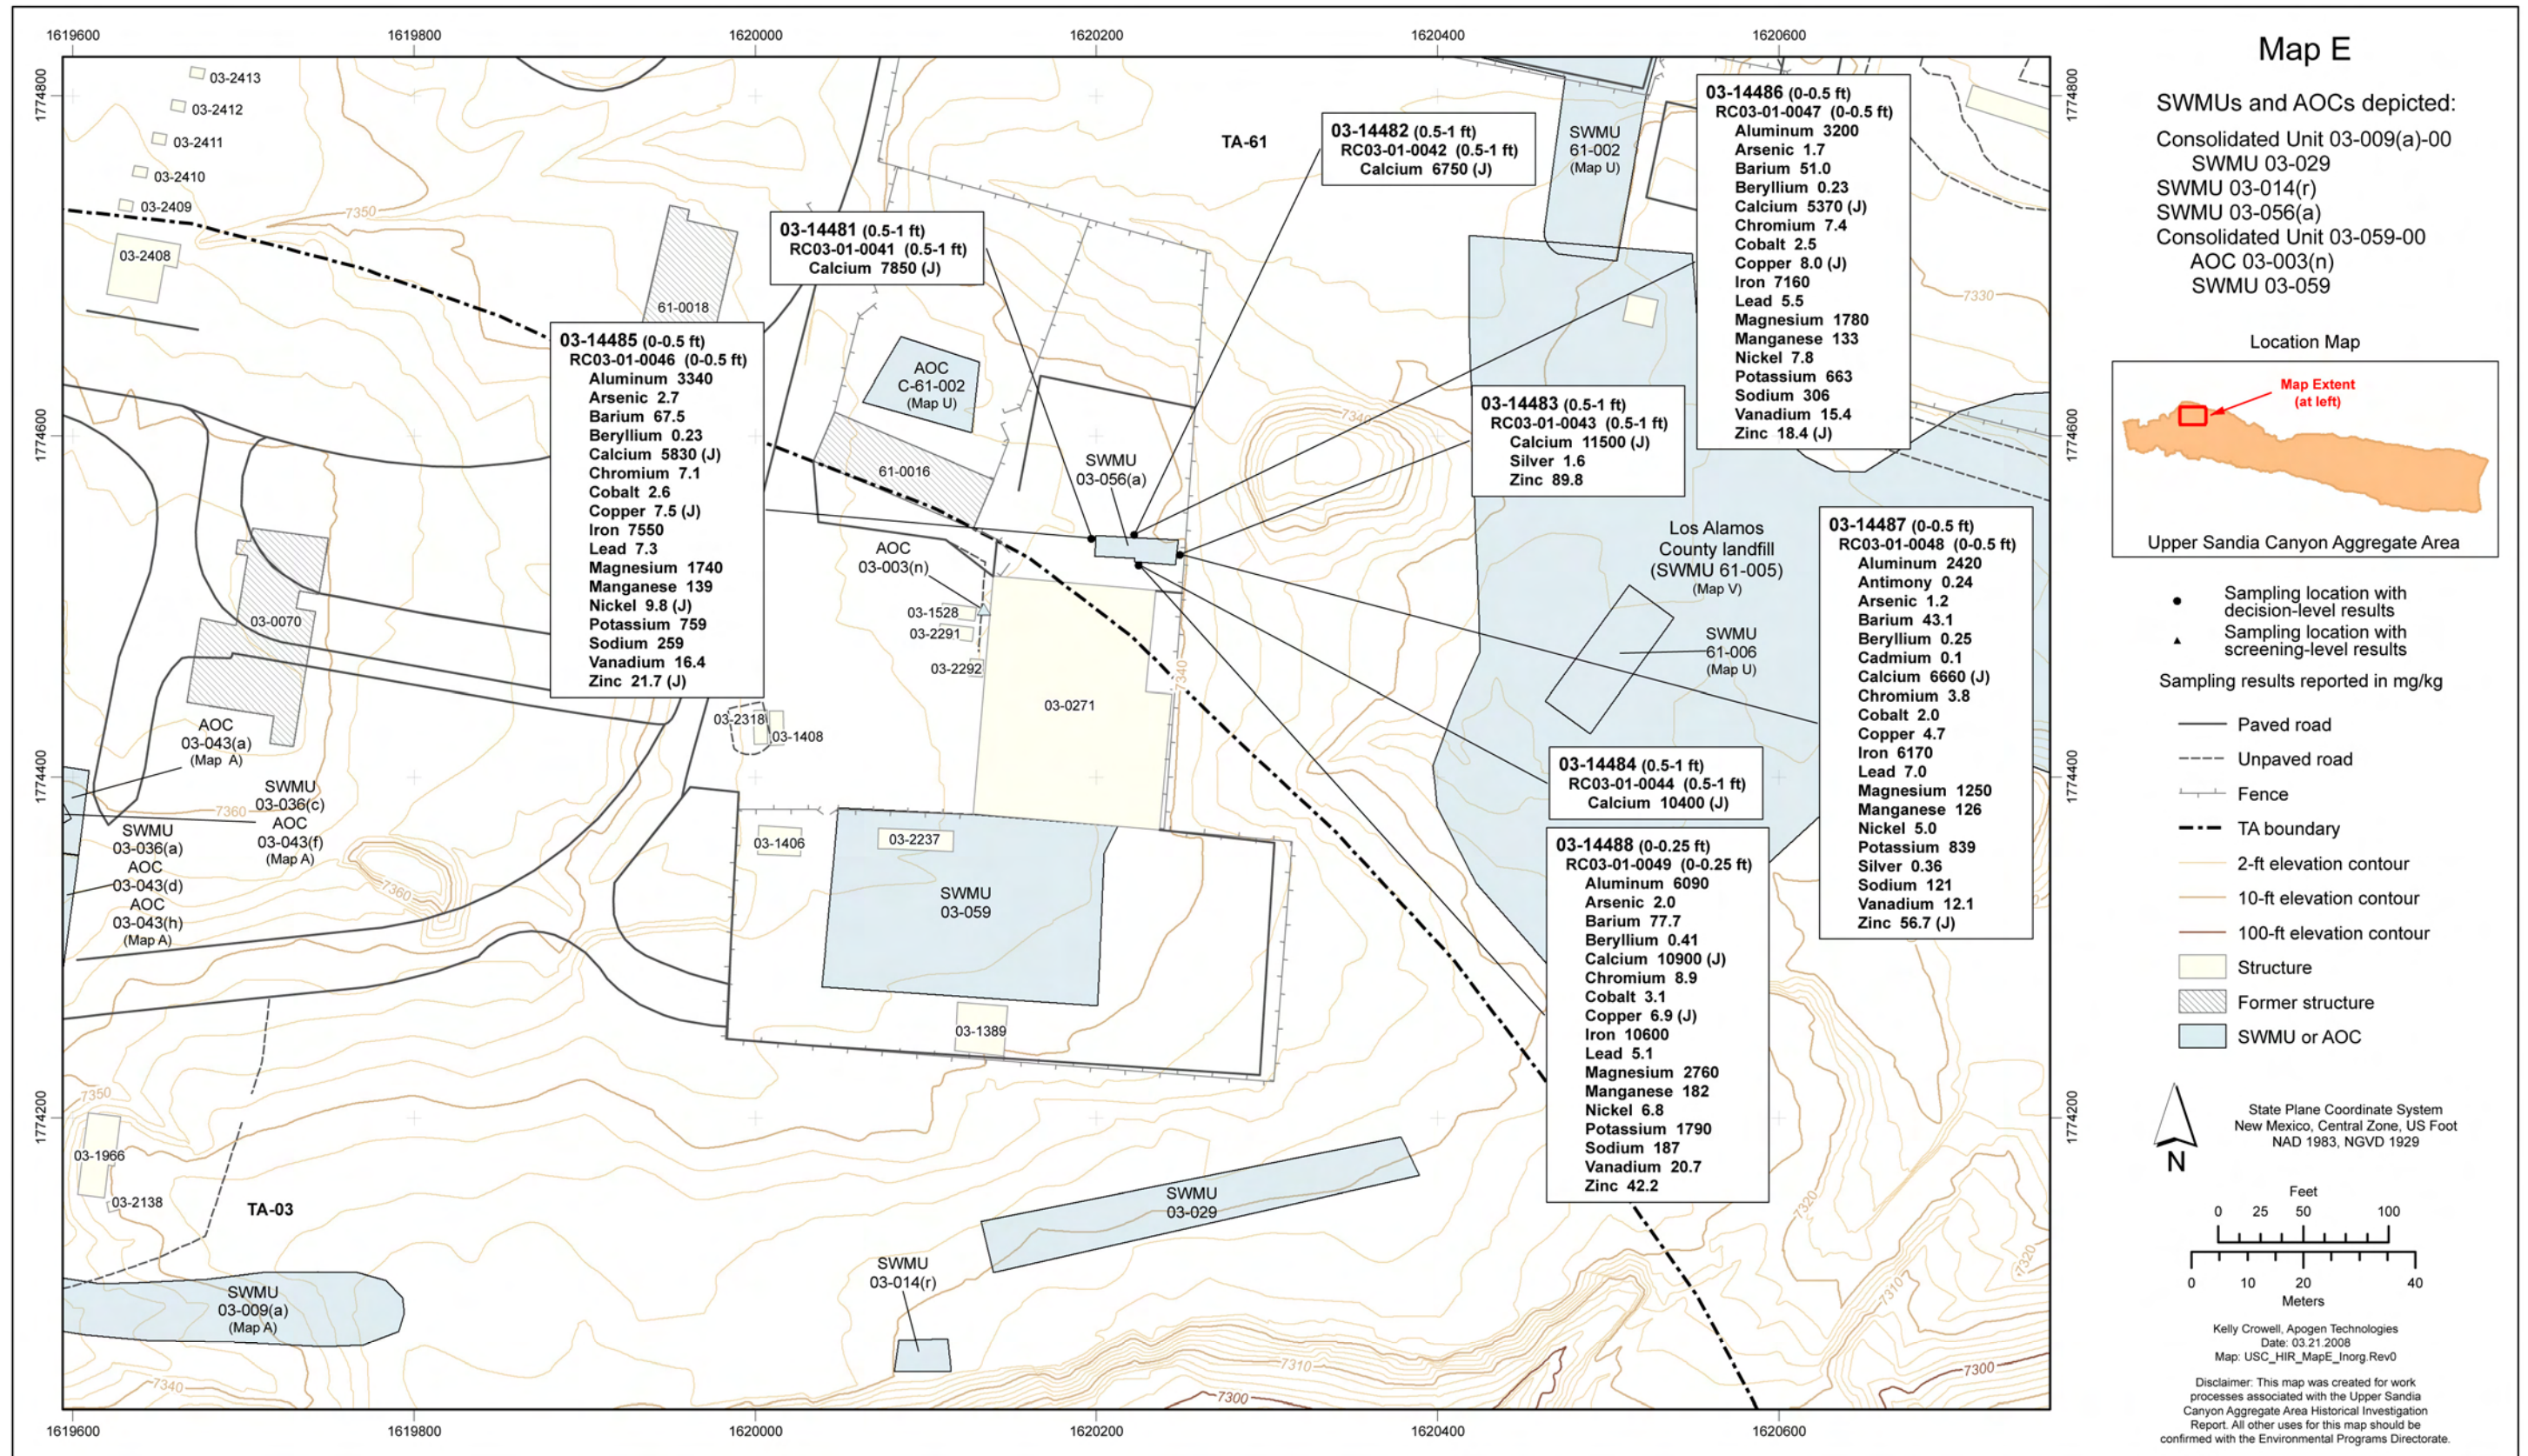 1619600
1619800
1620000
1620200
1620400
1620600
1774800
1774600
1774400
1774200
1774800
1774600
1774400
1774200
1619600
1619800
1620000
1620200
1620400
1620600
03-2413
03-2412
03-2411
03-2410
03-2409
7350
03-2408
61-0018
TA-61
03-14481 (0.5-1 ft)
RC03-01-0041 (0.5-1 ft)
Calcium 7850 (J)
03-14482 (0.5-1 ft)
RC03-01-0042 (0.5-1 ft)
Calcium 6750 (J)
SWMU
61-002
(Map U)
03-14486 (0-0.5 ft)
RC03-01-0047 (0-0.5 ft)
Aluminum 3200
Arsenic 1.7
Barium 51.0
Beryllium 0.23
Calcium 5370 (J)
Chromium 7.4
Cobalt 2.5
Copper 8.0 (J)
Iron 7160
Lead 5.5
Magnesium 1780
Manganese 133
Nickel 7.8
Potassium 663
Sodium 306
Vanadium 15.4
Zinc 18.4 (J)
7330
03-14485 (0-0.5 ft)
RC03-01-0046 (0-0.5 ft)
Aluminum 3340
Arsenic 2.7
Barium 67.5
Beryllium 0.23
Calcium 5830 (J)
Chromium 7.1
Cobalt 2.6
Copper 7.5 (J)
Iron 7550
Lead 7.3
Magnesium 1740
Manganese 139
Nickel 9.8 (J)
Potassium 759
Sodium 259
Vanadium 16.4
Zinc 21.7 (J)
AOC
C-61-002
(Map U)
61-0016
SWMU
03-056(a)
7340
03-14483 (0.5-1 ft)
RC03-01-0043 (0.5-1 ft)
Calcium 11500 (J)
Silver 1.6
Zinc 89.8
Los Alamos
County landfill
(SWMU 61-005)
(Map V)
SWMU
61-006
(Map U)
03-14487 (0-0.5 ft)
RC03-01-0048 (0-0.5 ft)
Aluminum 2420
Antimony 0.24
Arsenic 1.2
Barium 43.1
Beryllium 0.25
Cadmium 0.1
Calcium 6660 (J)
Chromium 3.8
Cobalt 2.0
Copper 4.7
Iron 6170
Lead 7.0
Magnesium 1250
Manganese 126
Nickel 5.0
Potassium 839
Silver 0.36
Sodium 121
Vanadium 12.1
Zinc 56.7 (J)
AOC
03-003(n)
03-1528
03-2291
03-2292
03-0271
7340
03-0070
03-2318
03-1408
AOC
03-043(a)
(Map A)
7360
SWMU
03-036(c)
AOC
03-043(f)
(Map A)
SWMU
03-036(a)
AOC
03-043(d)
AOC
03-043(h)
(Map A)
7360
03-1406
03-2237
SWMU
03-059
03-1389
03-14484 (0.5-1 ft)
RC03-01-0044 (0.5-1 ft)
Calcium 10400 (J)
03-14488 (0-0.25 ft)
RC03-01-0049 (0-0.25 ft)
Aluminum 6090
Arsenic 2.0
Barium 77.7
Beryllium 0.41
Calcium 10900 (J)
Chromium 8.9
Cobalt 3.1
Copper 6.9 (J)
Iron 10600
Lead 5.1
Magnesium 2760
Manganese 182
Nickel 6.8
Potassium 1790
Sodium 187
Vanadium 20.7
Zinc 42.2
7350
03-1966
03-2138
TA-03
SWMU
03-009(a)
(Map A)
7340
SWMU
03-014(r)
SWMU
03-029
7320
7320
7310
7310
7300
7300
Map E
SWMUs and AOCs depicted:
Consolidated Unit 03-009(a)-00
SWMU 03-029
SWMU 03-014(r)
SWMU 03-056(a)
Consolidated Unit 03-059-00
AOC 03-003(n)
SWMU 03-059
Location Map
Map Extent
(at left)
Upper Sandia Canyon Aggregate Area
Sampling location with
decision-level results
Sampling location with
screening-level results
Sampling results reported in mg/kg
Paved road
Unpaved road
Fence
TA boundary
2-ft elevation contour
10-ft elevation contour
100-ft elevation contour
Structure
Former structure
SWMU or AOC
N
State Plane Coordinate System
New Mexico, Central Zone, US Foot
NAD 1983, NGVD 1929
Feet
0 25 50 100
0 10 20 40
Meters
Kelly Crowell, Apogen Technologies
Date: 03.21.2008
Map: USC_HIR_MapE_Inorg.Rev0
Disclaimer: This map was created for work
processes associated with the Upper Sandia
Canyon Aggregate Area Historical Investigation
Report. All other uses for this map should be
confirmed with the Environmental Programs Directorate.